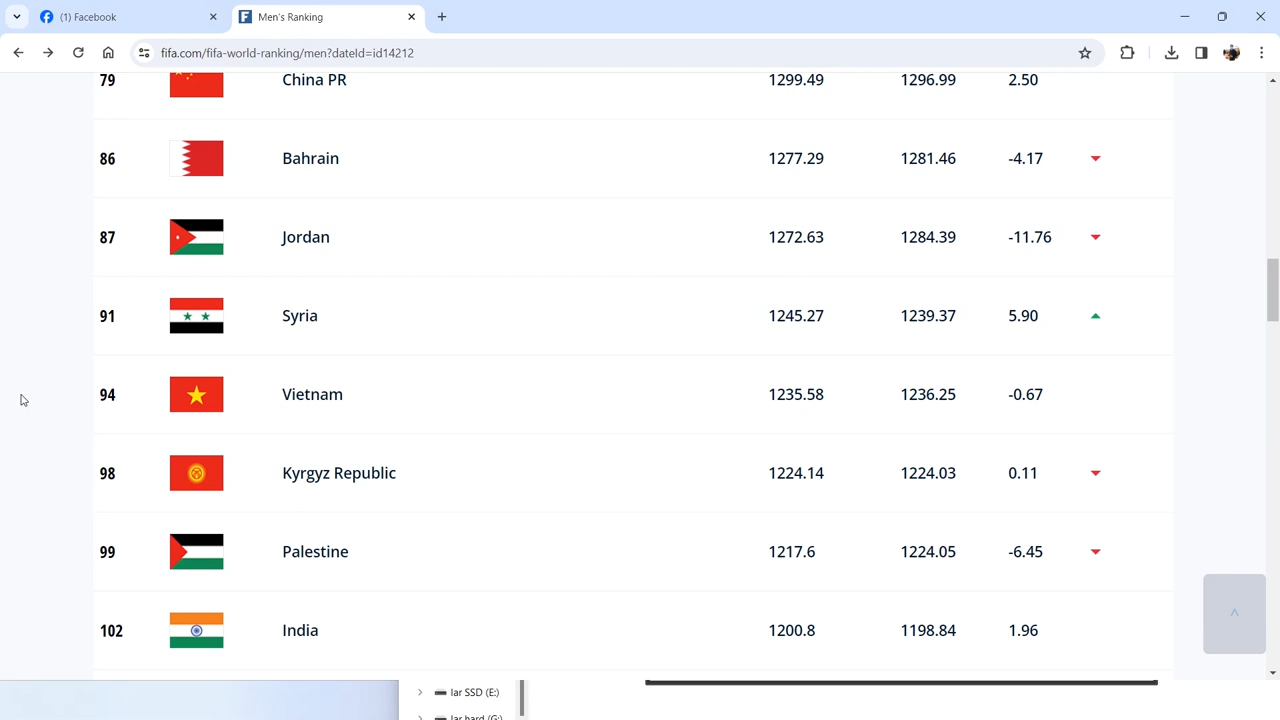 (1) Facebook
Men's Ranking
fifa.com/fifa-world-ranking/men?dateId=id14212
79 China PR 1299.49 1296.99 2.50
86 Bahrain 1277.29 1281.46 -4.17
87 Jordan 1272.63 1284.39 -11.76
91 Syria 1245.27 1239.37 5.90
94 Vietnam 1235.58 1236.25 -0.67
98 Kyrgyz Republic 1224.14 1224.03 0.11
99 Palestine 1217.6 1224.05 -6.45
102 India 1200.8 1198.84 1.96
lar SSD (E:)
lar hard (G:)